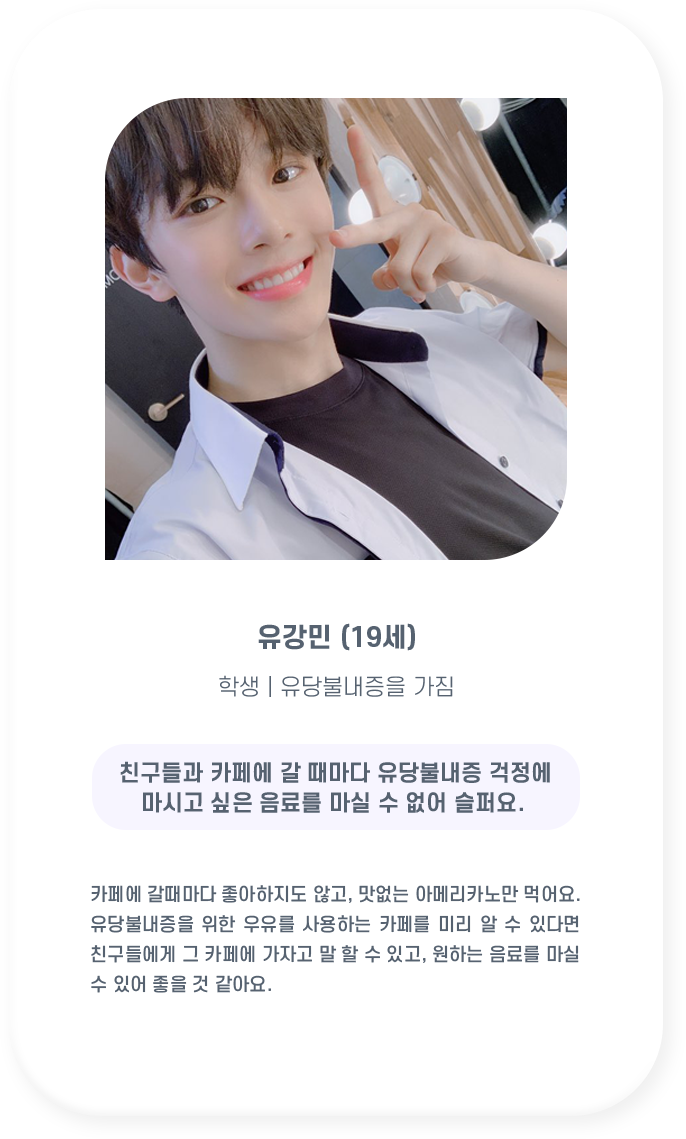 유강민 (19세)
학생 | 유당불내증을 가짐
친구들과 카페에 갈 때마다 유당불내증 걱정에
마시고 싶은 음료를 마실 수 없어 슬퍼요.
카페에 갈때마다 좋아하지도 않고, 맛없는 아메리카노만 먹어요.
유당불내증을 위한 우유를 사용하는 카페를 미리 알 수 있다면
친구들에게 그 카페에 가자고 말 할 수 있고, 원하는 음료를 마실
수 있어 좋을 것 같아요.